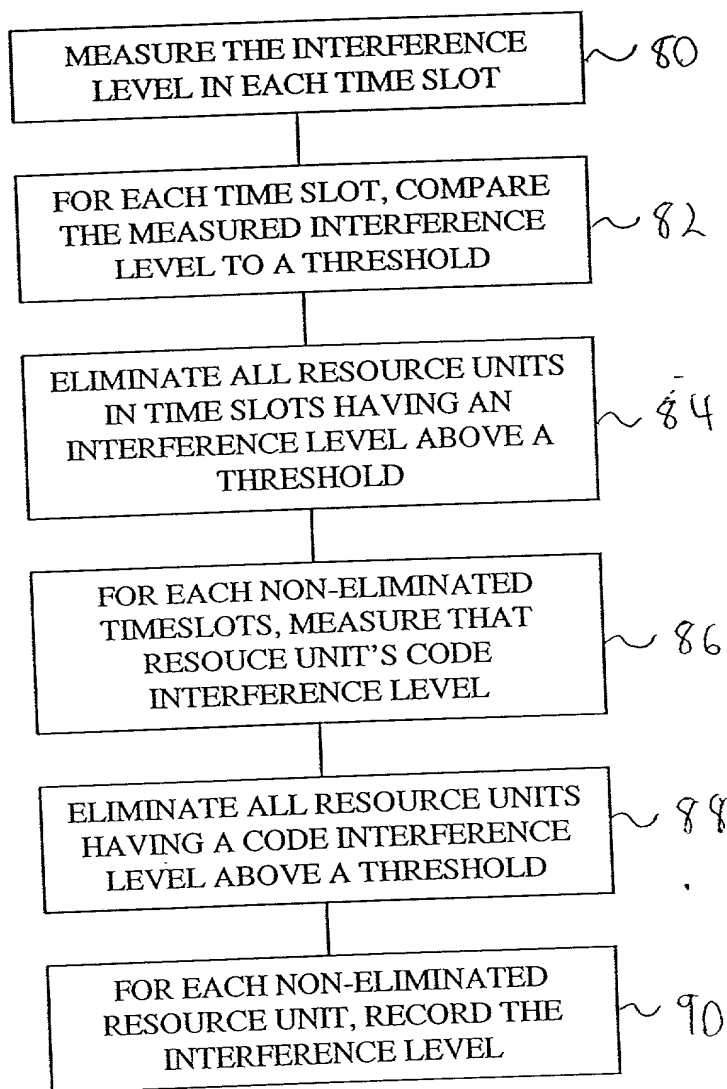 MEASURE THE INTERFERENCE
LEVEL IN EACH TIME SLOT
80
FOR EACH TIME SLOT, COMPARE
THE MEASURED INTERFERENCE
LEVEL TO A THRESHOLD
82
ELIMINATE ALL RESOURCE UNITS
IN TIME SLOTS HAVING AN
INTERFERENCE LEVEL ABOVE A
THRESHOLD
84
FOR EACH NON-ELIMINATED
TIMESLOTS, MEASURE THAT
RESOUCE UNIT'S CODE
INTERFERENCE LEVEL
86
ELIMINATE ALL RESOURCE UNITS
HAVING A CODE INTERFERENCE
LEVEL ABOVE A THRESHOLD
88
FOR EACH NON-ELIMINATED
RESOURCE UNIT, RECORD THE
INTERFERENCE LEVEL
90